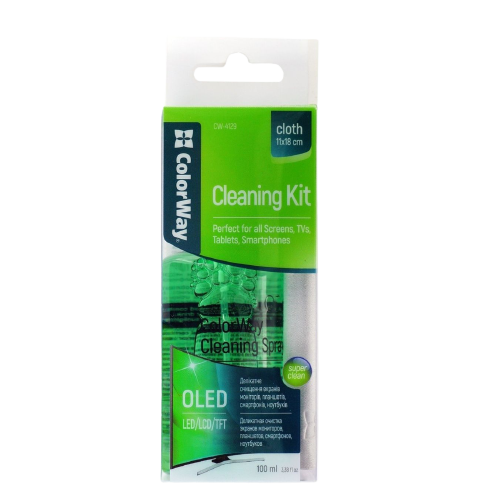 CW-4129
cloth
11x18 cm
ColorWay®
Cleaning Kit
Perfect for all Screens, TVs,
Tablets, Smartphones
ColorWay
Cleaning Spray
super
clean
OLED
LED/LCD/TFT
Делікатне
очищення екранів
моніторів, планшетів,
смартфонів, ноутбуків
Деликатная очистка
экранов мониторов,
планшетов, смартфонов,
ноутбуков
100 ml